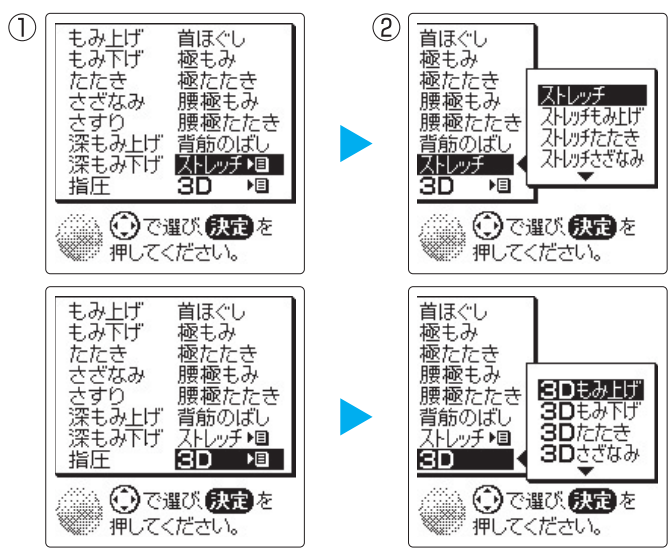 ①
もみ上げ 首ほぐし
もみ下げ 極もみ
たたき 極たたき
さざなみ 腰極もみ
さすり 腰極たたき
深もみ上げ 背筋のばし
深もみ下げ ストレッチ
指圧 3D
で選び、決定を
押してください。
②
首ほぐし
極もみ
極たたき
腰極もみ
腰極たたき
背筋のばし
ストレッチ
3D
ストレッチ
ストレッチもみ上げ
ストレッチたたき
ストレッチさざなみ
で選び、決定を
押してください。
もみ上げ 首ほぐし
もみ下げ 極もみ
たたき 極たたき
さざなみ 腰極もみ
さすり 腰極たたき
深もみ上げ 背筋のばし
深もみ下げ ストレッチ
指圧 3D
で選び、決定を
押してください。
首ほぐし
極もみ
極たたき
腰極もみ
腰極たたき
背筋のばし
ストレッチ
3D
3Dもみ上げ
3Dもみ下げ
3Dたたき
3Dさざなみ
で選び、決定を
押してください。